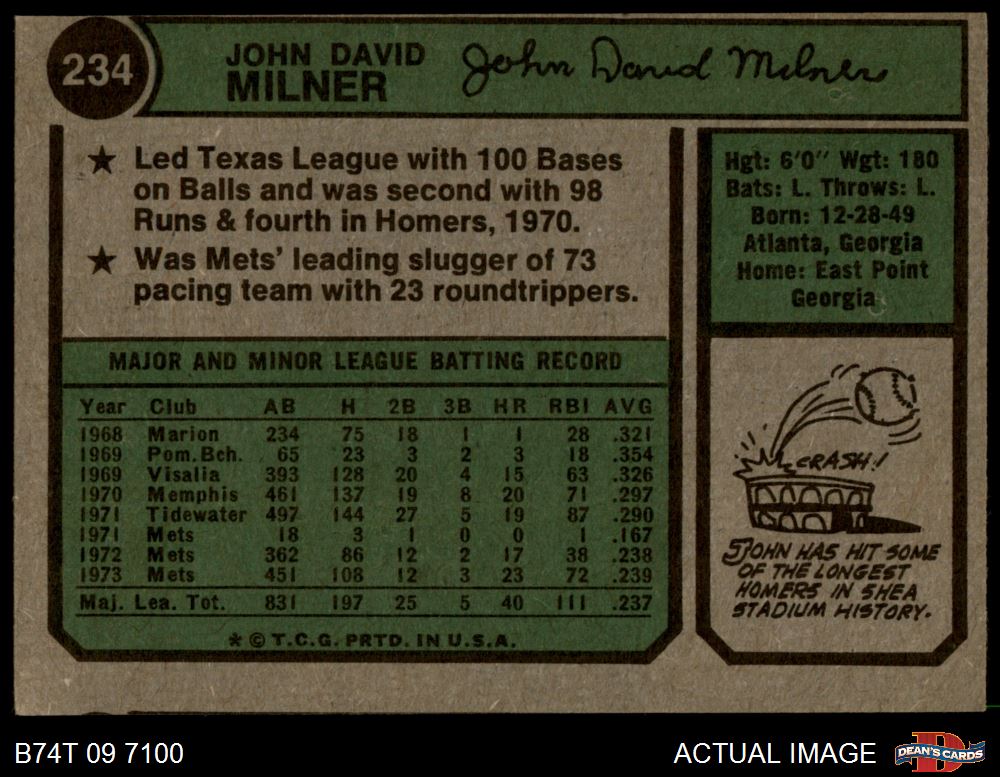 234
JOHN DAVID
MILNER
John David Milner
★ Led Texas League with 100 Bases
on Balls and was second with 98
Runs & fourth in Homers, 1970.
★ Was Mets' leading slugger of 73
pacing team with 23 roundtrippers.
Hgt: 6'0" Wgt: 180
Bats: L. Throws: L.
Born: 12-28-49
Atlanta, Georgia
Home: East Point
Georgia
MAJOR AND MINOR LEAGUE BATTING RECORD
Year Club AB H 2B 3B HR RBI AVG
1968 Marion 234 75 18 1 1 28 .321
1969 Pom. Bch. 65 23 3 2 3 18 .354
1969 Visalia 393 128 20 4 15 63 .326
1970 Memphis 461 137 19 8 20 71 .297
1971 Tidewater 497 144 27 5 19 87 .290
1971 Mets 18 3 1 0 0 1 .167
1972 Mets 362 86 12 2 17 38 .238
1973 Mets 451 108 12 3 23 72 .239
Maj. Lea. Tot. 831 197 25 5 40 111 .237
* © T.C.G. PRTD. IN U.S.A.
CRASH!
JOHN HAS HIT SOME
OF THE LONGEST
HOMERS IN SHEA
STADIUM HISTORY.
B74T 09 7100
ACTUAL IMAGE
DEAN'S CARDS